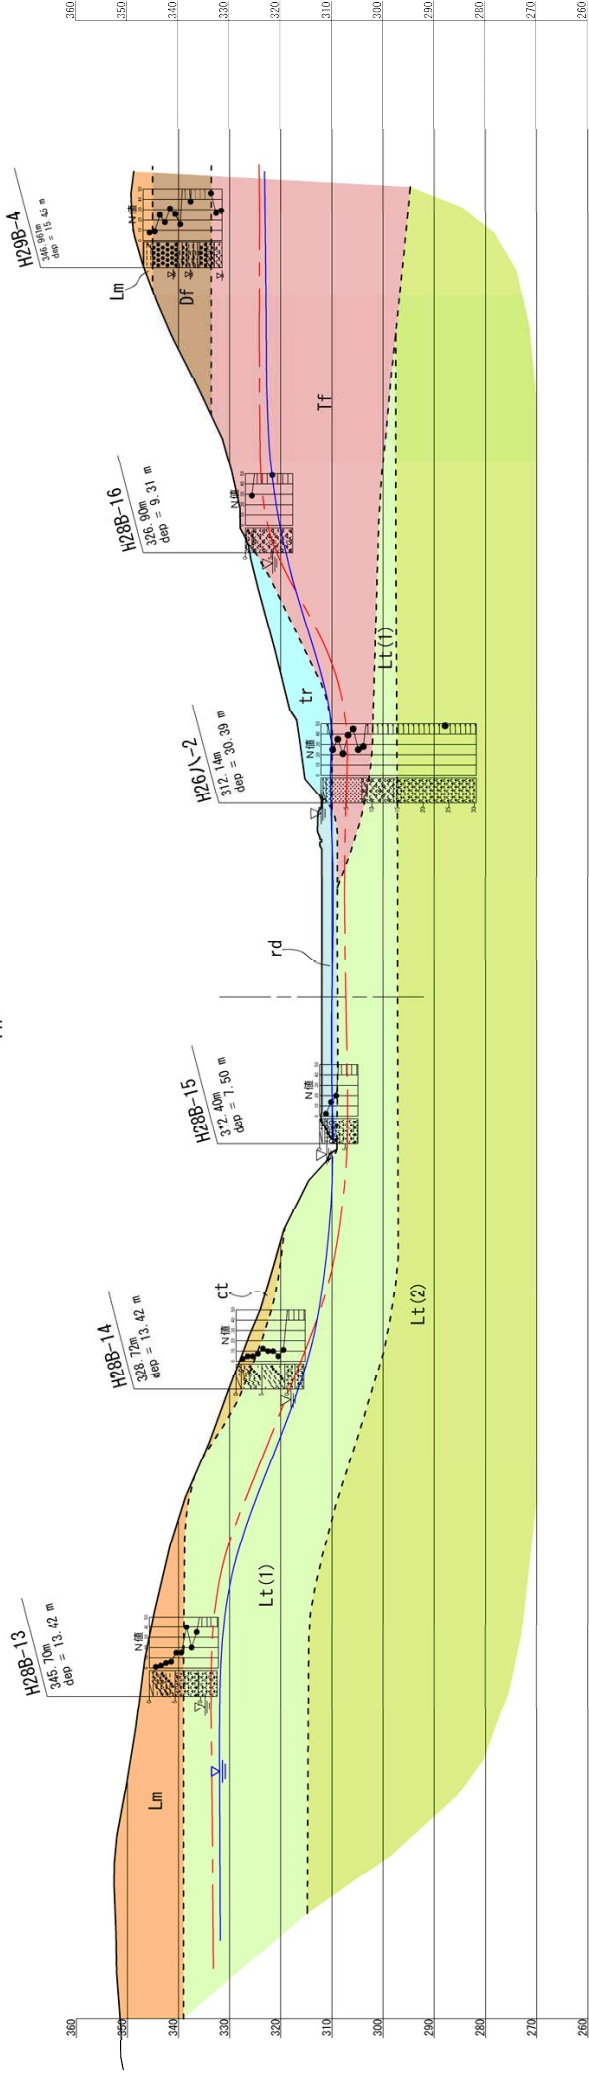 360
350
340
330
320
310
300
290
280
270
260
H29B-4
346.96m
dep = 15.45 m
N値
Lm
Df
H28B-16
326.90m
dep = 9.31 m
N値
Tf
H26ハ-2
312.14m
dep = 30.39 m
N値
tr
Lt(1)
rd
H28B-15
312.40m
dep = 7.50 m
N値
H28B-14
328.72m
dep = 13.42 m
N値
ct
Lt(2)
H28B-13
345.70m
dep = 13.42 m
N値
Lt(1)
Lm
360
350
340
330
320
310
300
290
280
270
260